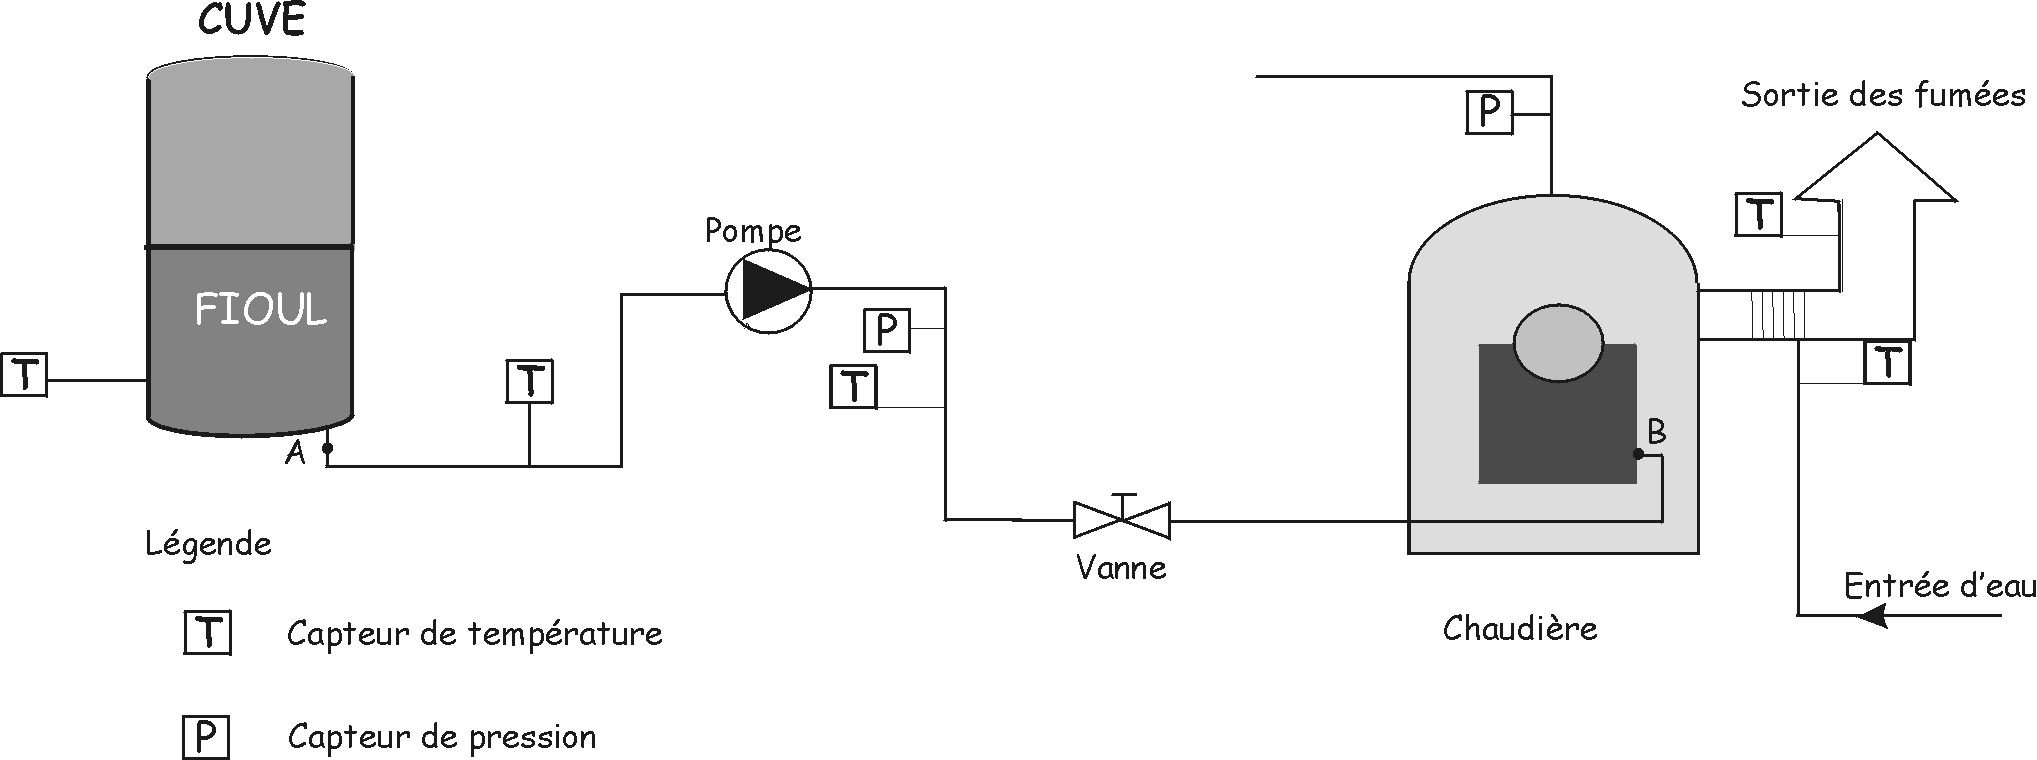 CUVE
Sortie des fumées
P
T
Pompe
FIOUL
P
T
T
T
T
A
B
Légende
Vanne
Entrée d'eau
T Capteur de température
Chaudière
P Capteur de pression